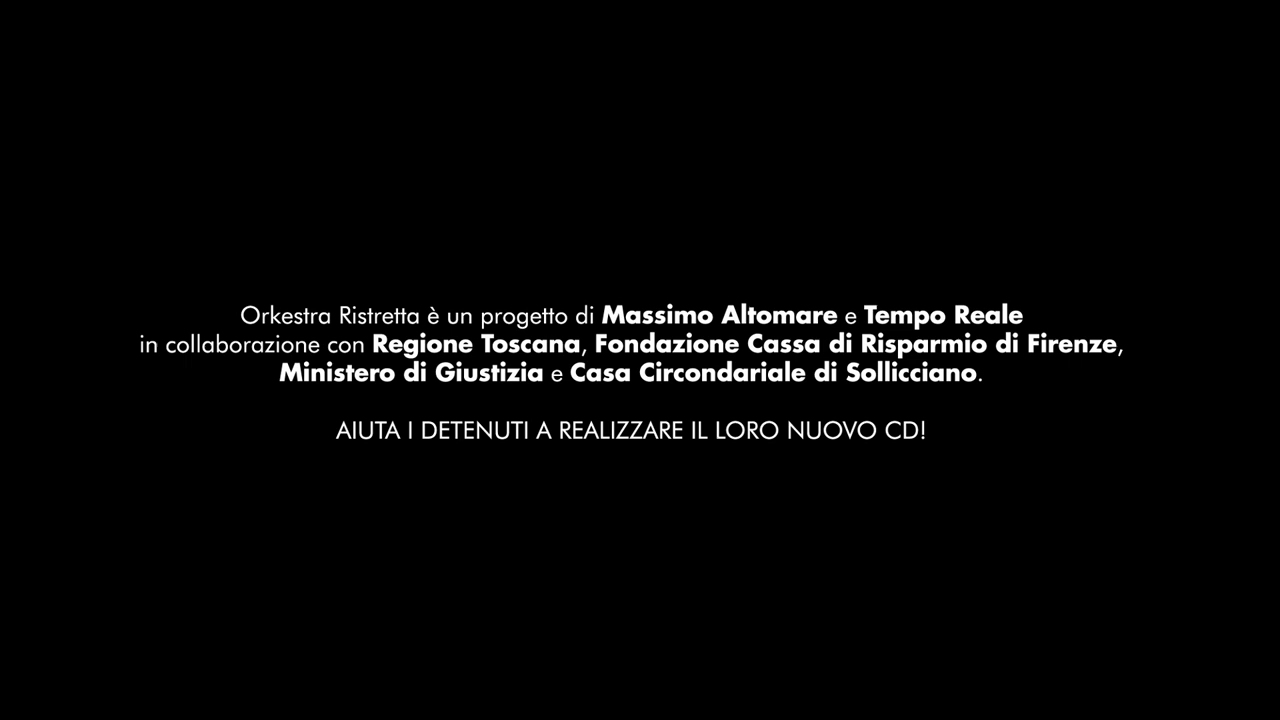 Orkestra Ristretta è un progetto di Massimo Altomare e Tempo Reale
in collaborazione con Regione Toscana, Fondazione Cassa di Risparmio di Firenze,
Ministero di Giustizia e Casa Circondariale di Sollicciano.
AIUTA I DETENUTI A REALIZZARE IL LORO NUOVO CD!